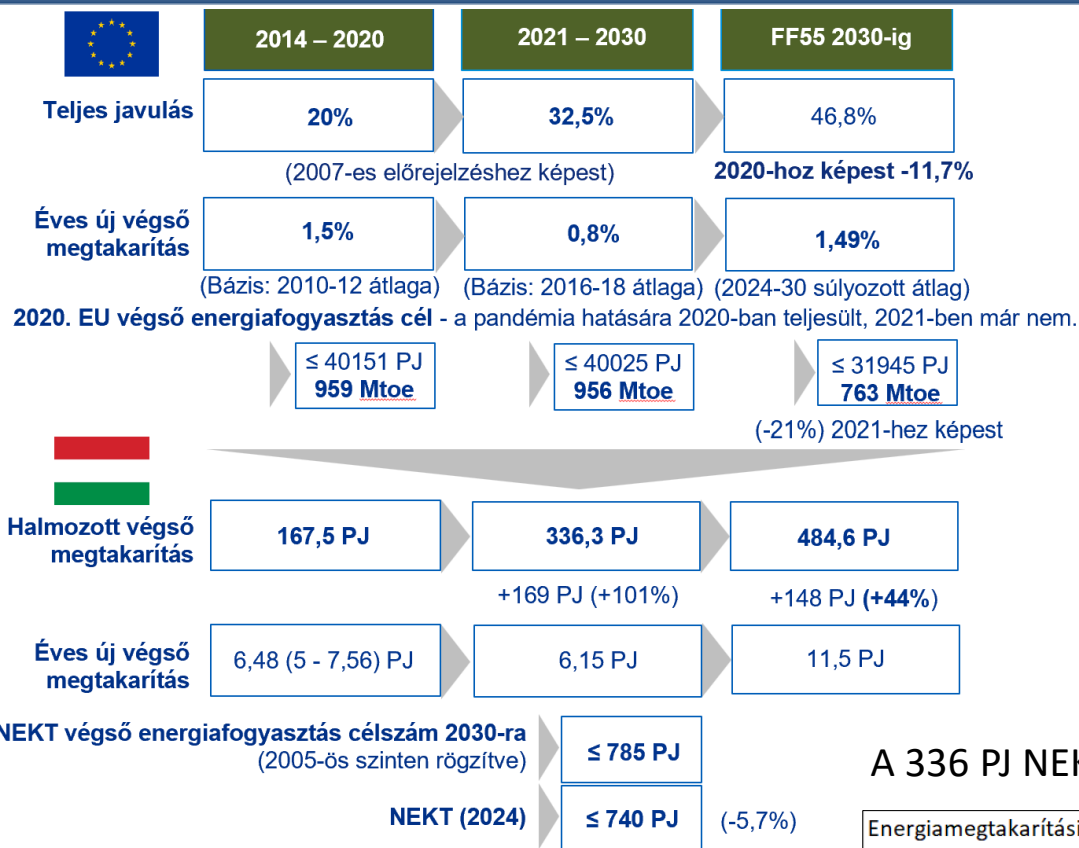 2014 – 2020
2021 – 2030
FF55 2030-ig
Teljes javulás
20%
32,5%
46,8%
(2007-es előrejelzéshez képest)
2020-hoz képest -11,7%
Éves új végső
megtakarítás
1,5%
0,8%
1,49%
(Bázis: 2010-12 átlaga)
(Bázis: 2016-18 átlaga)
(2024-30 súlyozott átlag)
2020. EU végső energiafogyasztás cél - a pandémia hatására 2020-ban teljesült, 2021-ben már nem.
≤ 40151 PJ
959 Mtoe
≤ 40025 PJ
956 Mtoe
≤ 31945 PJ
763 Mtoe
(-21%) 2021-hez képest
Halmozott végső
megtakarítás
167,5 PJ
336,3 PJ
484,6 PJ
+169 PJ (+101%)
+148 PJ (+44%)
Éves új végső
megtakarítás
6,48 (5 - 7,56) PJ
6,15 PJ
11,5 PJ
NEKT végső energiafogyasztás célszám 2030-ra
(2005-ös szinten rögzítve)
≤ 785 PJ
A 336 PJ
NEKT (2024)
≤ 740 PJ
(-5,7%)
Energiamegtakarítási